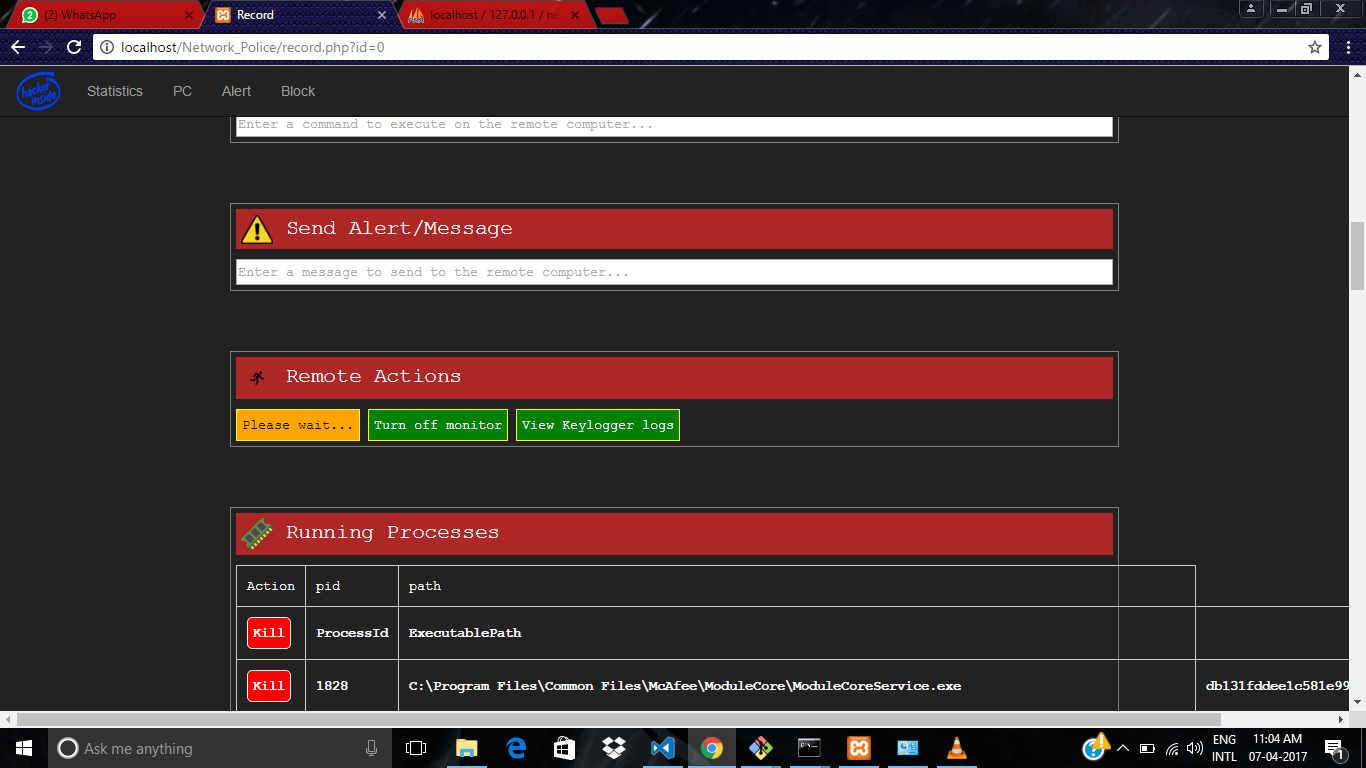 (2) WhatsApp
Record
localhost / 127.0.0.1 / ne
localhost/Network_Police/record.php?id=0
hacker inside
Statistics PC Alert Block
Enter a command to execute on the remote computer...
Send Alert/Message
Enter a message to send to the remote computer...
Remote Actions
Please wait... Turn off monitor View Keylogger logs
Running Processes
Action pid path
Kill ProcessId ExecutablePath
Kill 1828 C:\Program Files\Common Files\McAfee\ModuleCore\ModuleCoreService.exe db131fddee1c581e99
Ask me anything
ENG 11:04 AM
INTL 07-04-2017 1